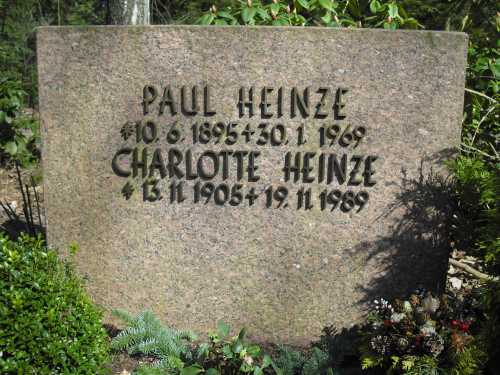 PAUL HEINZE
*10. 6. 1895+30. 1. 1969
CHARLOTTE HEINZE
*13. 11. 1905+ 19. 11. 1989